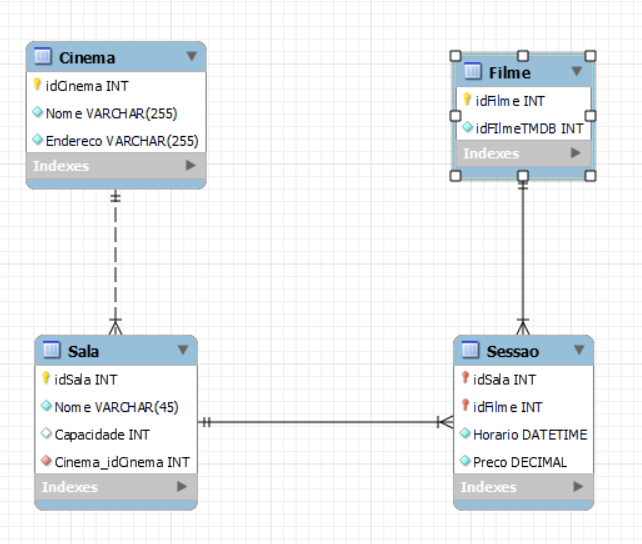 Cinema
idCinema INT
Nome VARCHAR(255)
Endereco VARCHAR(255)
Indexes
Filme
idFilme INT
idFIlmeTMDB INT
Indexes
Sala
idSala INT
Nome VARCHAR(45)
Capacidade INT
Cinema_idCinema INT
Indexes
Sessao
idSala INT
idFilme INT
Horario DATETIME
Preco DECIMAL
Indexes